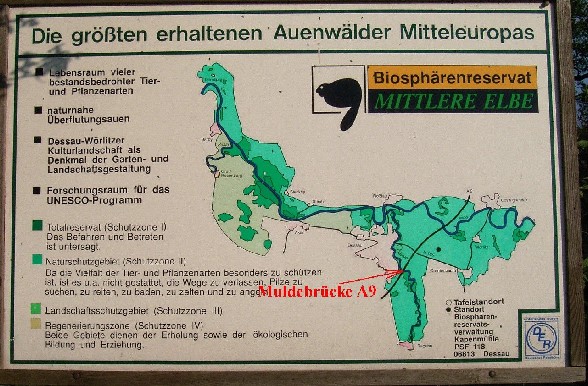 Die größten erhaltenen Auenwälder Mitteleuropas
Lebensraum vieler
bestandsbedrohter Tier-
und Pflanzenarten
naturnahe
Überflutungsauen
Dessau-Wörlitzer
Kulturlandschaft als
Denkmal der Garten- und
Landschaftsgestaltung
Forschungsraum für das
UNESCO-Programm
Biosphärenreservat
MITTLERE ELBE
Totalreservat (Schutzzone I)
Das Befahren und Betreten
ist untersagt.
Naturschutzgebiet (Schutzzone II)
Da die Vielfalt der Tier- und Pflanzenarten besonders zu schützen
ist, ist es u.a. nicht gestattet, die Wege zu verlassen, Pilze zu
suchen, zu reiten, zu baden, zu zelten und zu
Muldebrücke A9
Landschaftsschutzgebiet (Schutzzone III)
Regenerierungszone (Schutzzone IV)
Beide Gebiete dienen der Erholung sowie der ökologischen
Bildung und Erziehung.
Tafelstandort
Standort
Biosphären-
reservats-
verwaltung
Kapenmühle
PSF 118
06813 Dessau